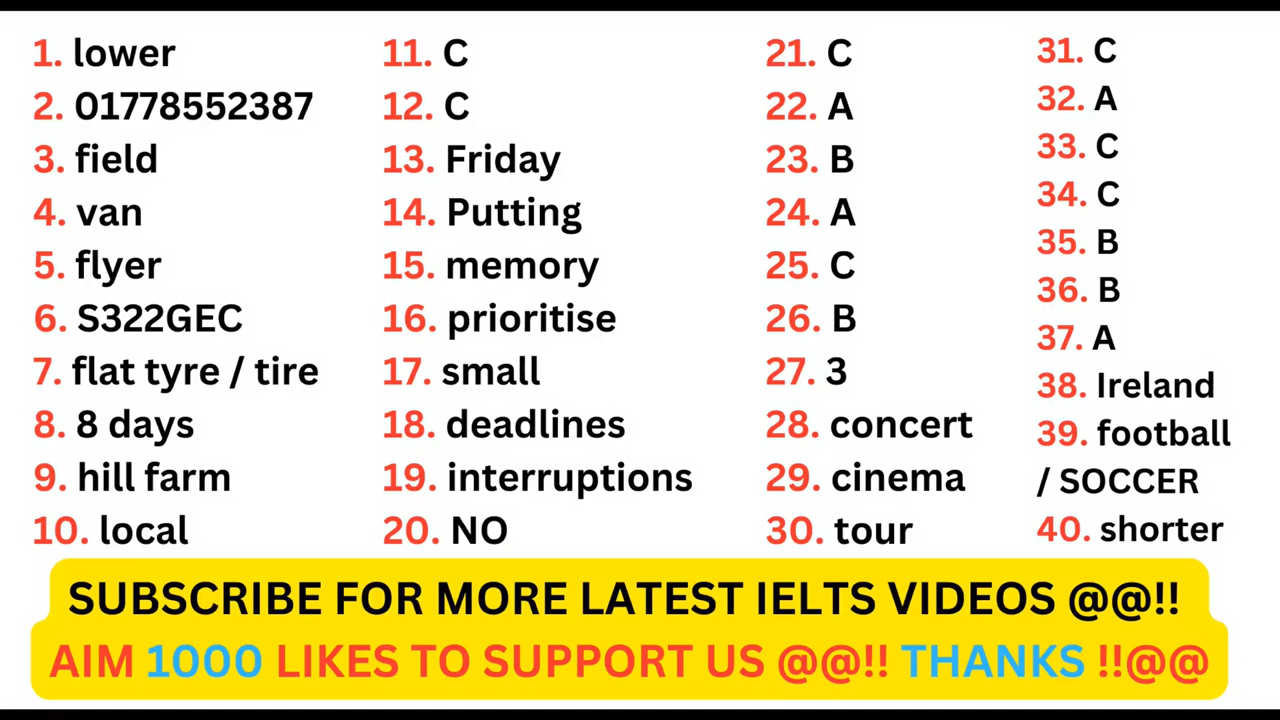 1. lower
2. 01778552387
3. field
4. van
5. flyer
6. S322GEC
7. flat tyre / tire
8. 8 days
9. hill farm
10. local
11. C
12. C
13. Friday
14. Putting
15. memory
16. prioritise
17. small
18. deadlines
19. interruptions
20. NO
21. C
22. A
23. B
24. A
25. C
26. B
27. 3
28. concert
29. cinema
30. tour
31. C
32. A
33. C
34. C
35. B
36. B
37. A
38. Ireland
39. football
/ SOCCER
40. shorter
SUBSCRIBE FOR MORE LATEST IELTS VIDEOS @@!!
AIM 1000 LIKES TO SUPPORT US @@!! THANKS !!@@